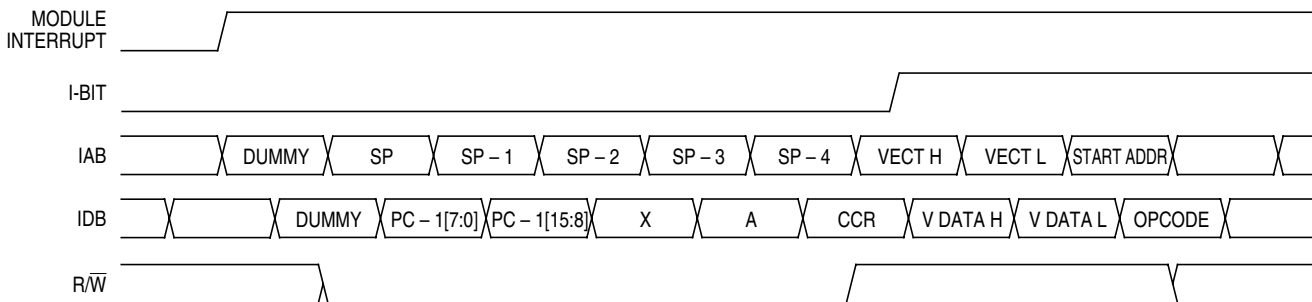 MODULE
INTERRUPT
I-BIT
IAB DUMMY SP SP – 1 SP – 2 SP – 3 SP – 4 VECT H VECT L START ADDR
IDB DUMMY PC – 1[7:0] PC – 1[15:8] X A CCR V DATA H V DATA L OPCODE
R/W̅